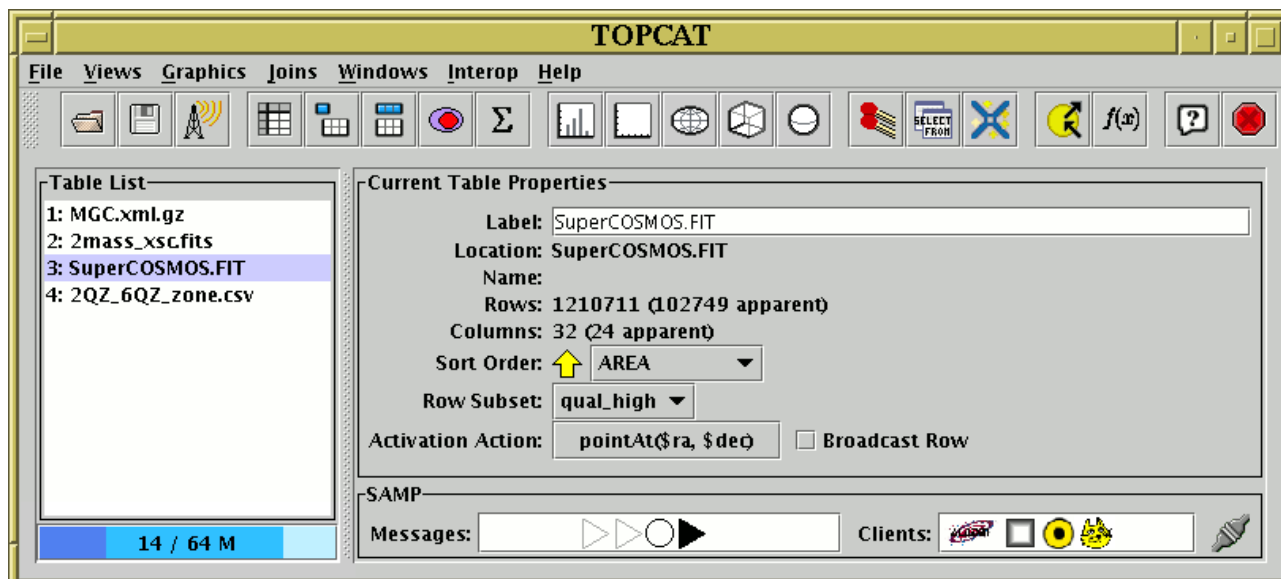 TOPCAT
File Views Graphics Joins Windows Interop Help
Σ SELECT FROM f(x) ?
Table List
1: MGC.xml.gz
2: 2mass_xsc.fits
3: SuperCOSMOS.FIT
4: 2QZ_6QZ_zone.csv
14 / 64 M
Current Table Properties
Label: SuperCOSMOS.FIT
Location: SuperCOSMOS.FIT
Name:
Rows: 1210711 (102749 apparent)
Columns: 32 (24 apparent)
Sort Order: AREA
Row Subset: qual_high
Activation Action: pointAt($ra, $dec) Broadcast Row
SAMP
Messages: Clients: